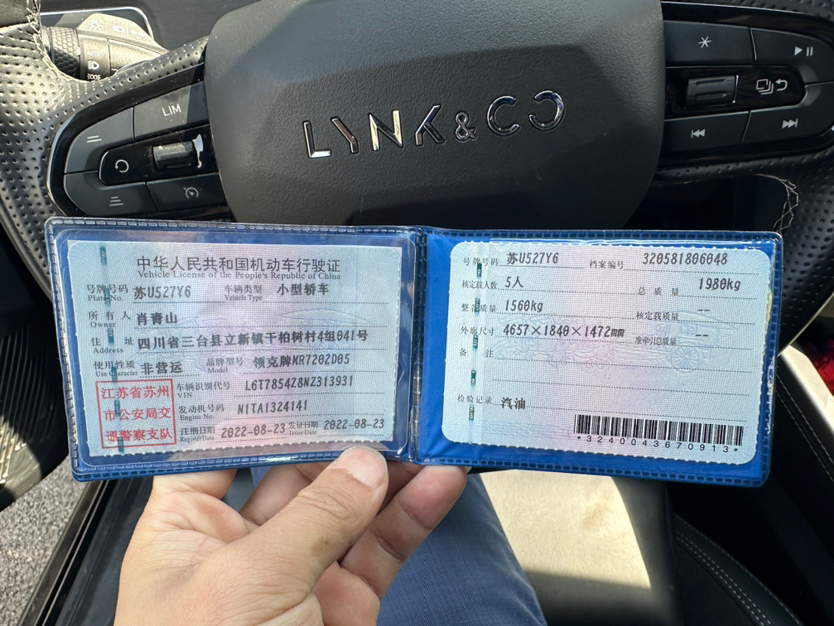 LIM
LYNK&CO
中华人民共和国机动车行驶证
Vehicle License of the People's Republic of China
号牌号码 苏U527Y6 车辆类型 小型轿车
Plate No. Vehicle Type
所有人 肖青山
Owner
住址 四川省三台县立新镇干柏树村4组041号
Address
使用性质 非营运 品牌型号 领克牌MR7202D05
Use Character Model
江苏省苏州
市公安局交
通警察支队
车辆识别代号 L6T7854Z8NZ313931
VIN
发动机号码 N1TA1324141
Engine No.
注册日期 2022-08-23 发证日期 2022-08-23
Register Date Issue Date
号牌号码 苏U527Y6 档案编号 320581806048
核定载人数 5人 总质量 1980kg
整备质量 1560kg 核定载质量 --
外廓尺寸 4657×1840×1472mm 准牵引总质量 --
备注
检验记录 汽油
*3240043670913*